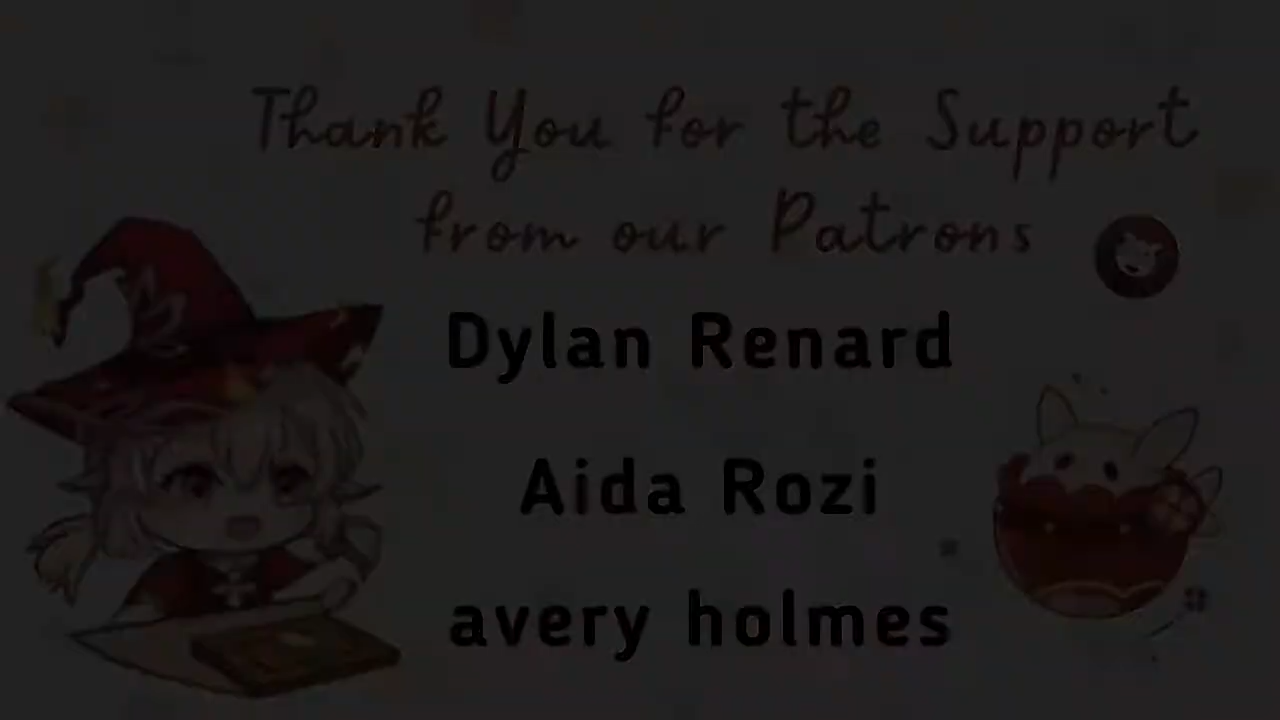 Thank You for the Support
from our Patrons
Dylan Renard
Aida Rozi
avery holmes